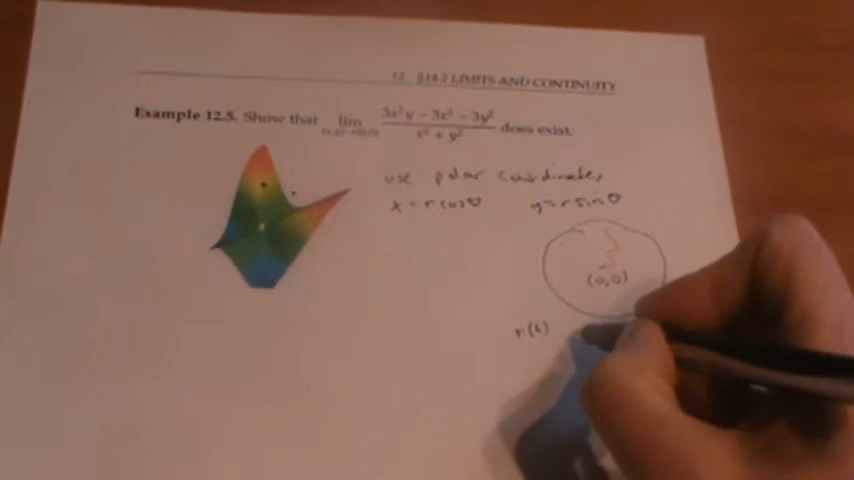 12 · §14.2 LIMITS AND CONTINUITY
Example 12.5. Show that lim (x,y)→(0,0) 3x²y − 3x² − 3y² / x² + y² does exist.
use polar coordinates
x = r cos θ y = r sin θ
(0,0)
r(t)